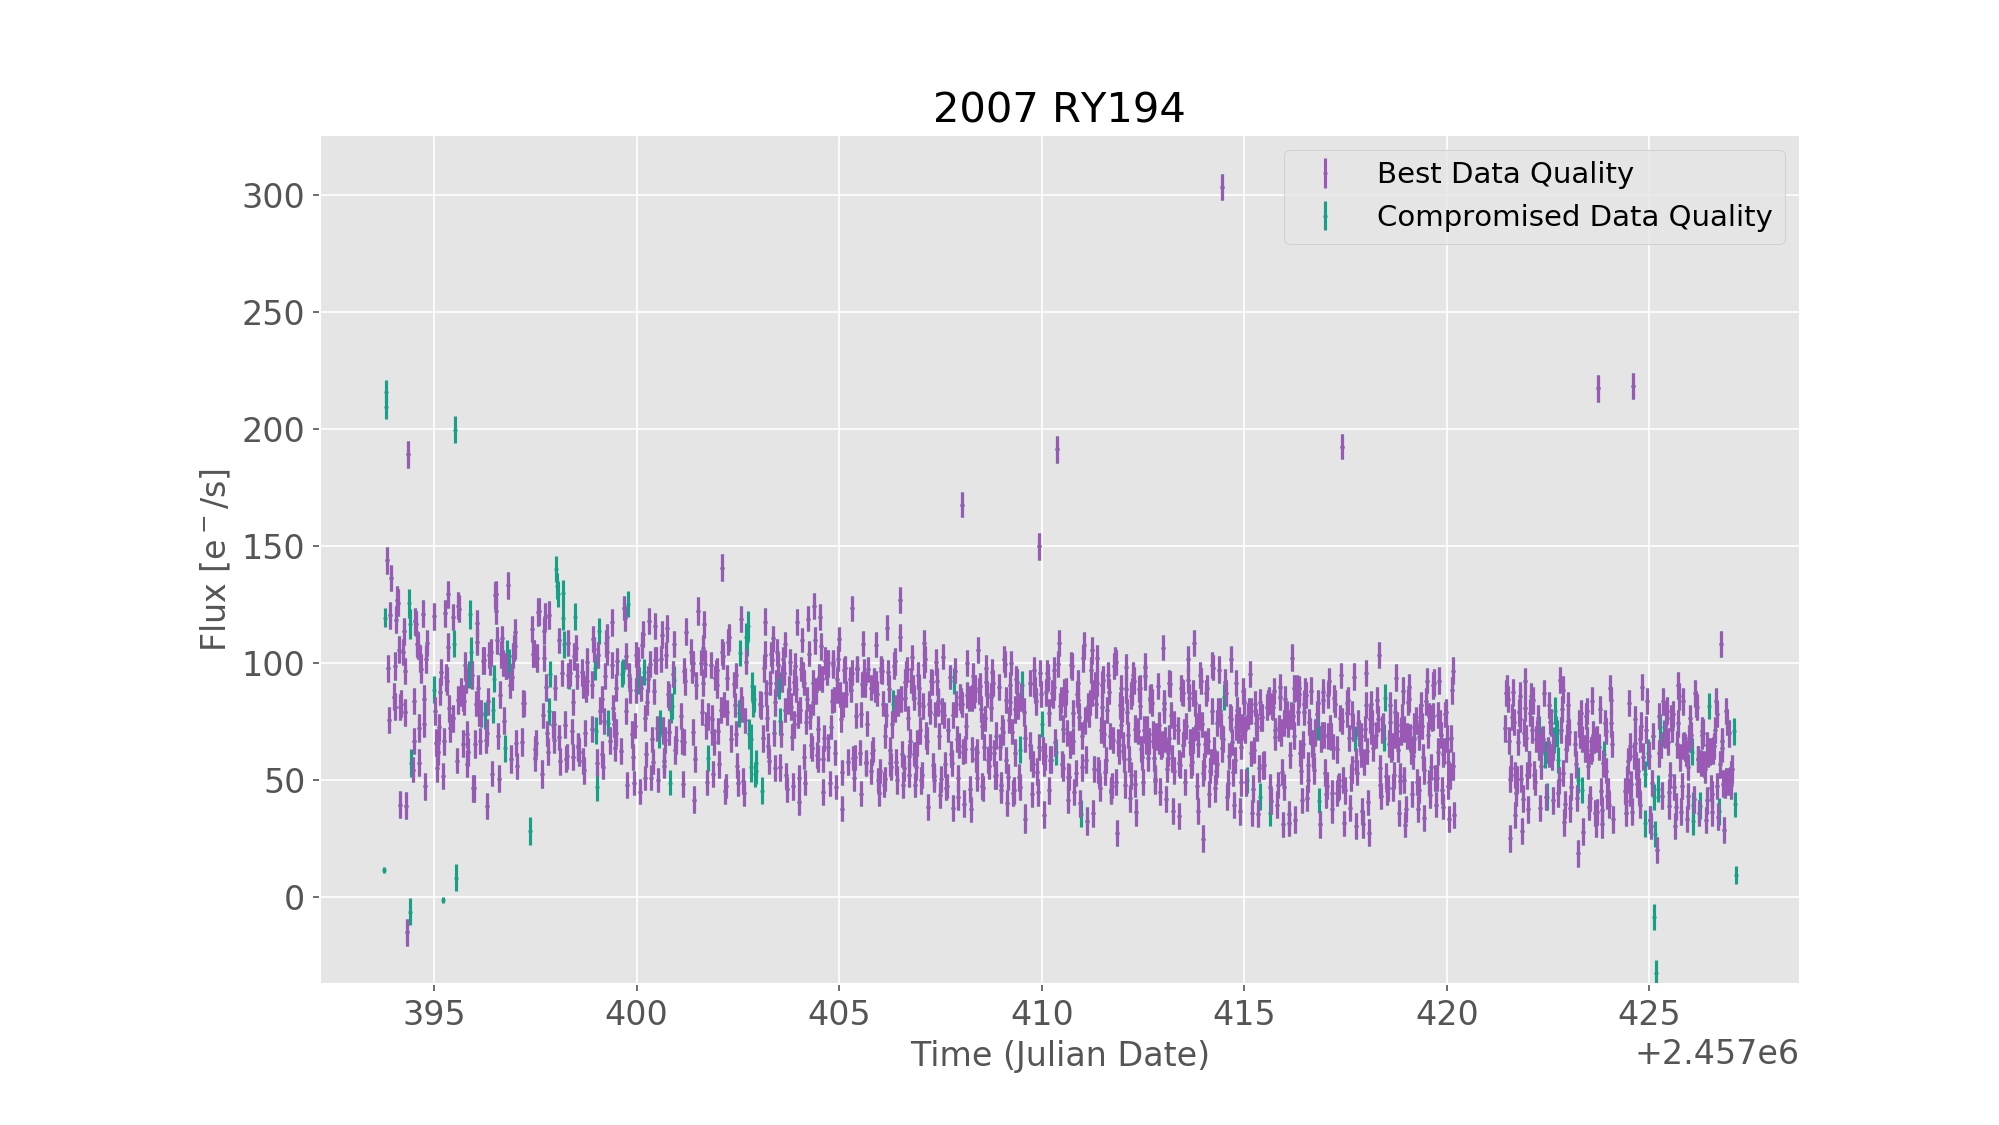 2007 RY194
Best Data Quality
Compromised Data Quality
300
250
200
150
100
50
0
Flux [e⁻/s]
395 400 405 410 415 420 425
Time (Julian Date)
+2.457e6